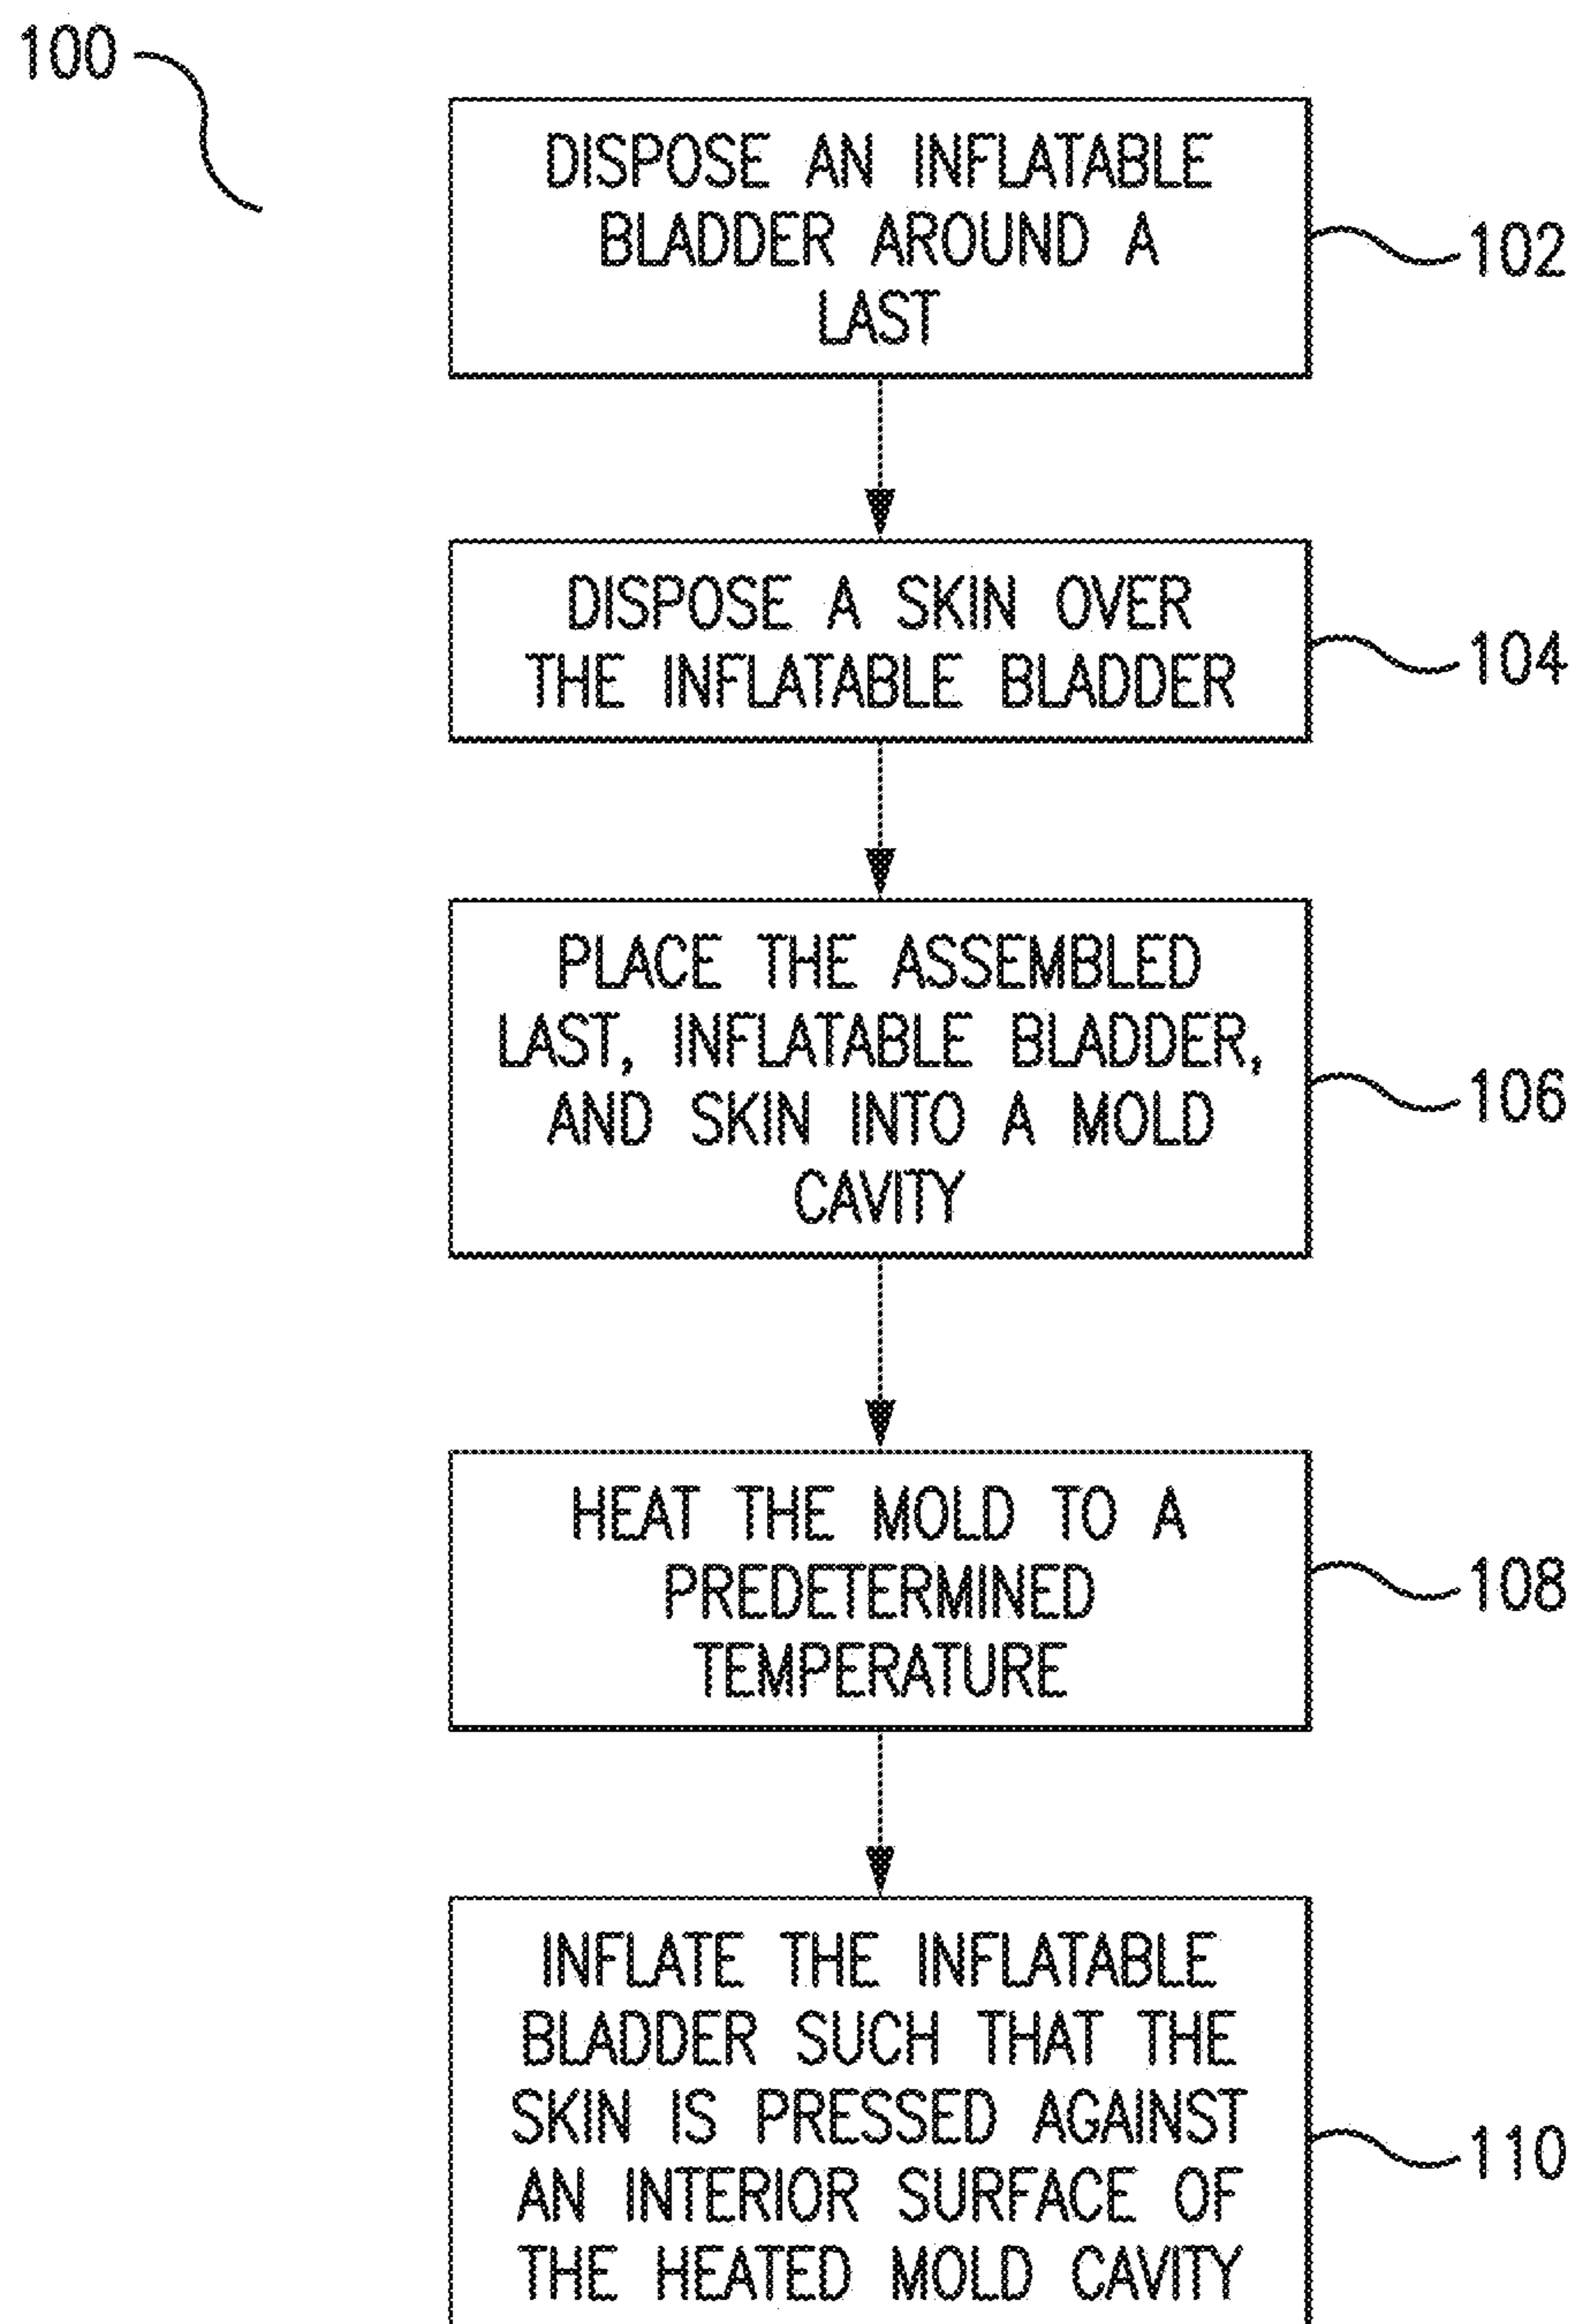 100
DISPOSE AN INFLATABLE
BLADDER AROUND A
LAST
102
DISPOSE A SKIN OVER
THE INFLATABLE BLADDER
104
PLACE THE ASSEMBLED
LAST, INFLATABLE BLADDER,
AND SKIN INTO A MOLD
CAVITY
106
HEAT THE MOLD TO A
PREDETERMINED
TEMPERATURE
108
INFLATE THE INFLATABLE
BLADDER SUCH THAT THE
SKIN IS PRESSED AGAINST
AN INTERIOR SURFACE OF
THE HEATED MOLD CAVITY
110